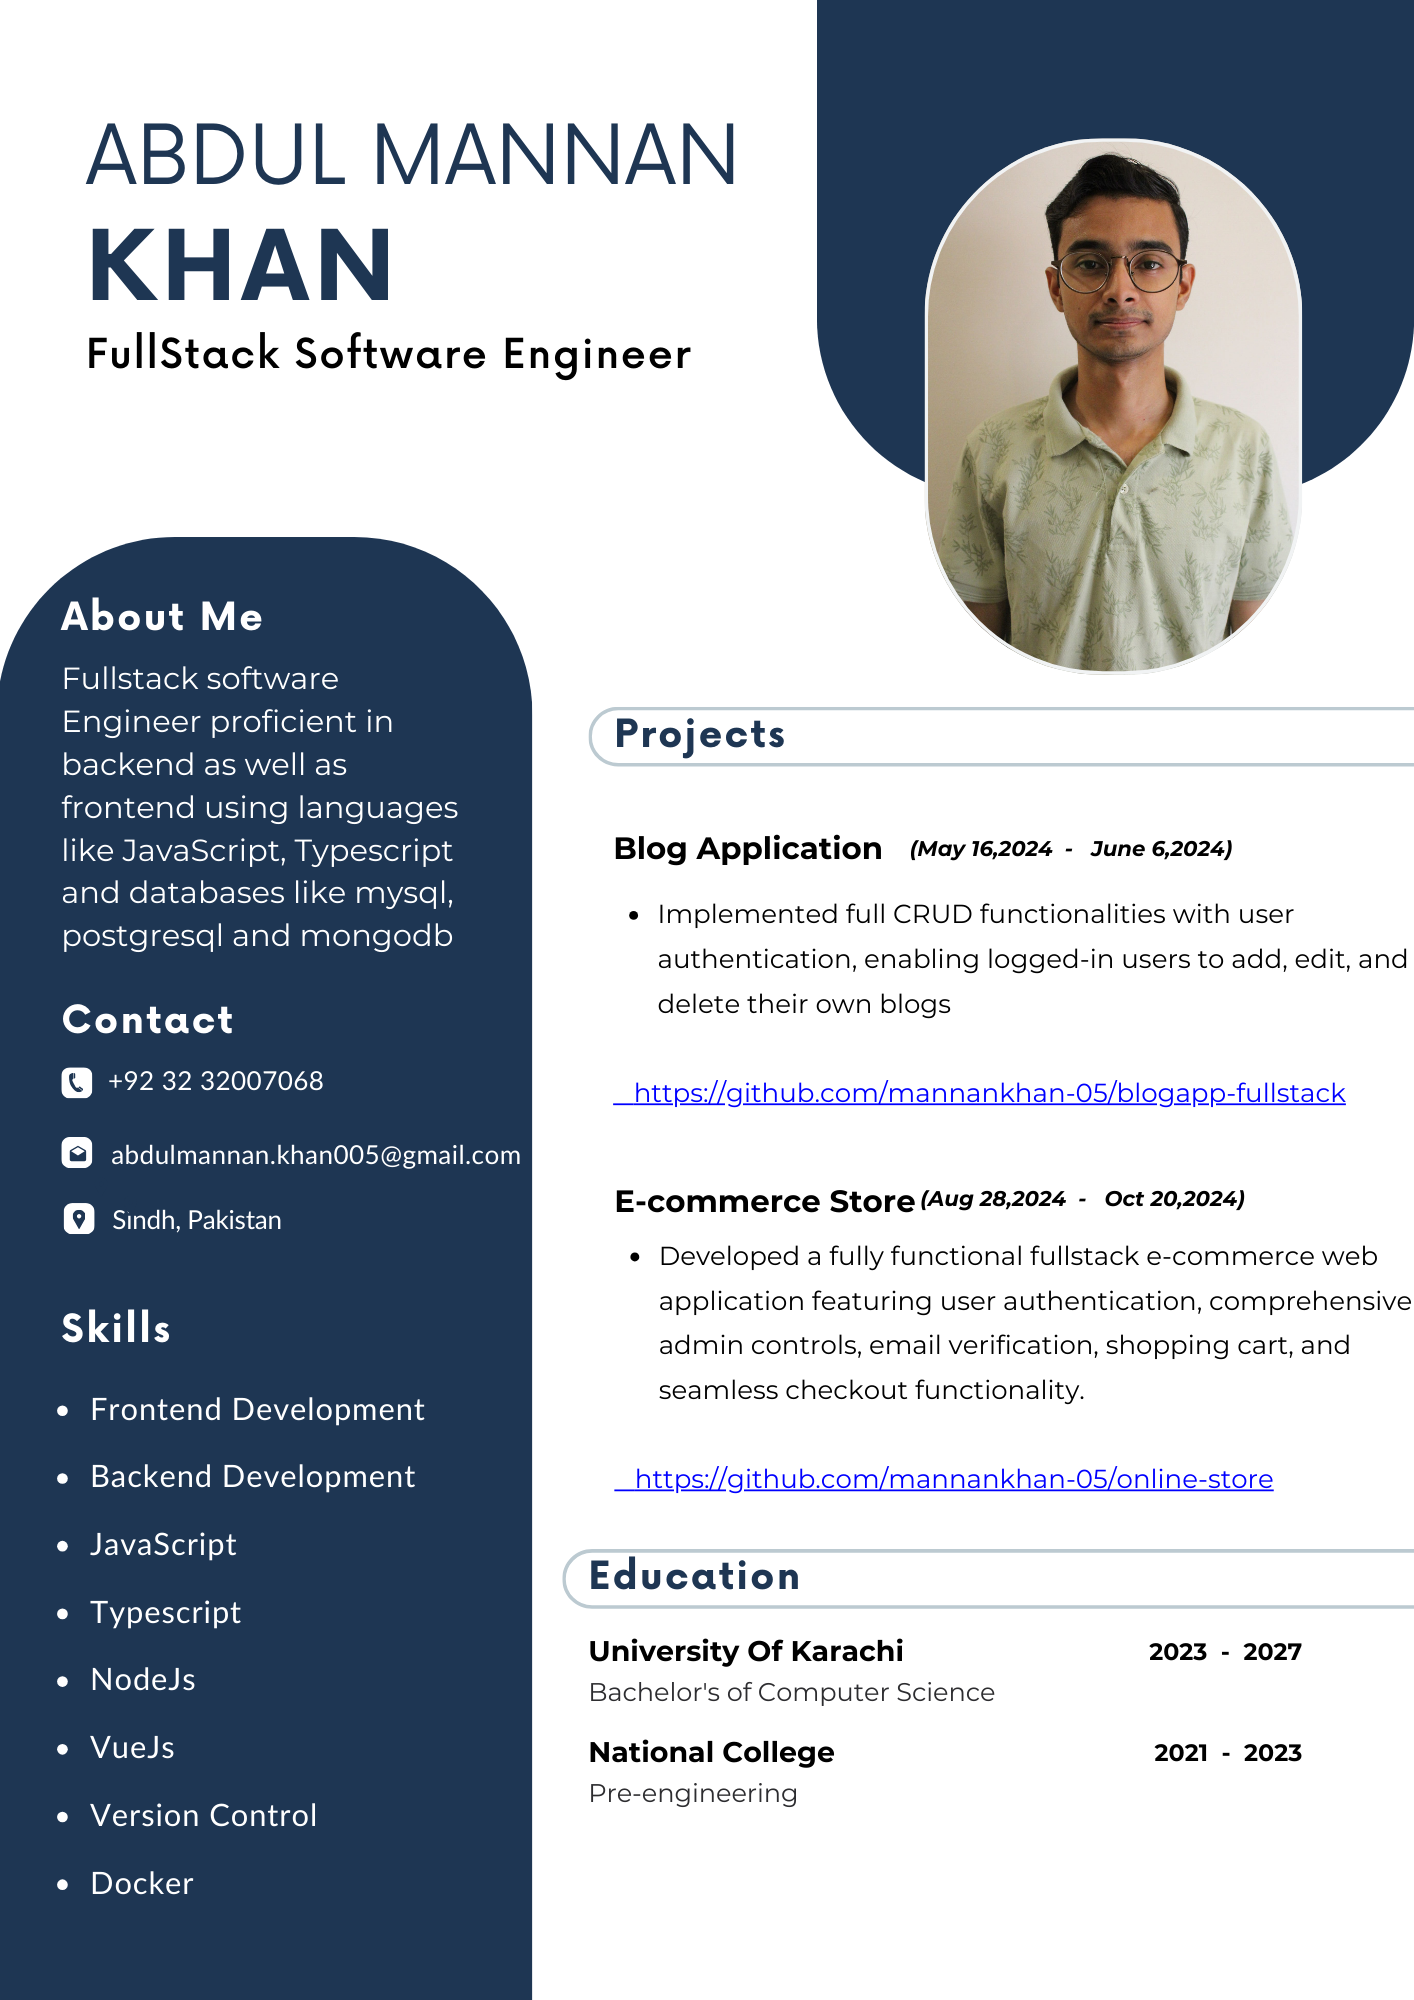 ABDUL MANNAN
KHAN
FullStack Software Engineer
About Me
Fullstack software
Engineer proficient in
backend as well as
frontend using languages
like JavaScript, Typescript
and databases like mysql,
postgresql and mongodb
Contact
+92 32 32007068
abdulmannan.khan005@gmail.com
Sindh, Pakistan
Skills
• Frontend Development
• Backend Development
• JavaScript
• Typescript
• NodeJs
• VueJs
• Version Control
• Docker
Projects
Blog Application (May 16,2024 - June 6,2024)
• Implemented full CRUD functionalities with user
authentication, enabling logged-in users to add, edit, and
delete their own blogs
https://github.com/mannankhan-05/blogapp-fullstack
E-commerce Store (Aug 28,2024 - Oct 20,2024)
• Developed a fully functional fullstack e-commerce web
application featuring user authentication, comprehensive
admin controls, email verification, shopping cart, and
seamless checkout functionality.
https://github.com/mannankhan-05/online-store
Education
University Of Karachi 2023 - 2027
Bachelor's of Computer Science
National College 2021 - 2023
Pre-engineering